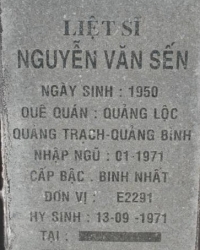 LIỆT SĨ
NGUYỄN VĂN SẾN
NGÀY SINH : 1950
QUÊ QUÁN : QUẢNG LỘC
QUẢNG TRẠCH-QUẢNG BÌNH
NHẬP NGŨ : 01-1971
CẤP BẬC : BINH NHẤT
ĐƠN VỊ : E2291
HY SINH : 13-09-1971
TẠI :